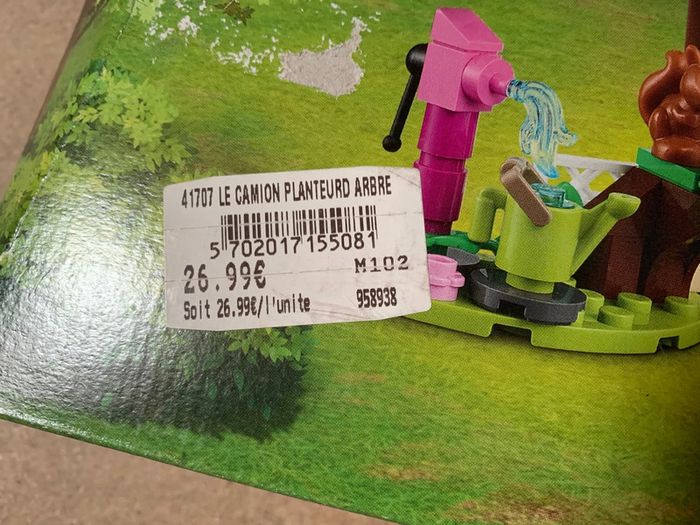 41707 LE CAMION PLANTEURD ARBRE
5 702017 155081
26.99€ M102
Soit 26.99€/l'unite 958938